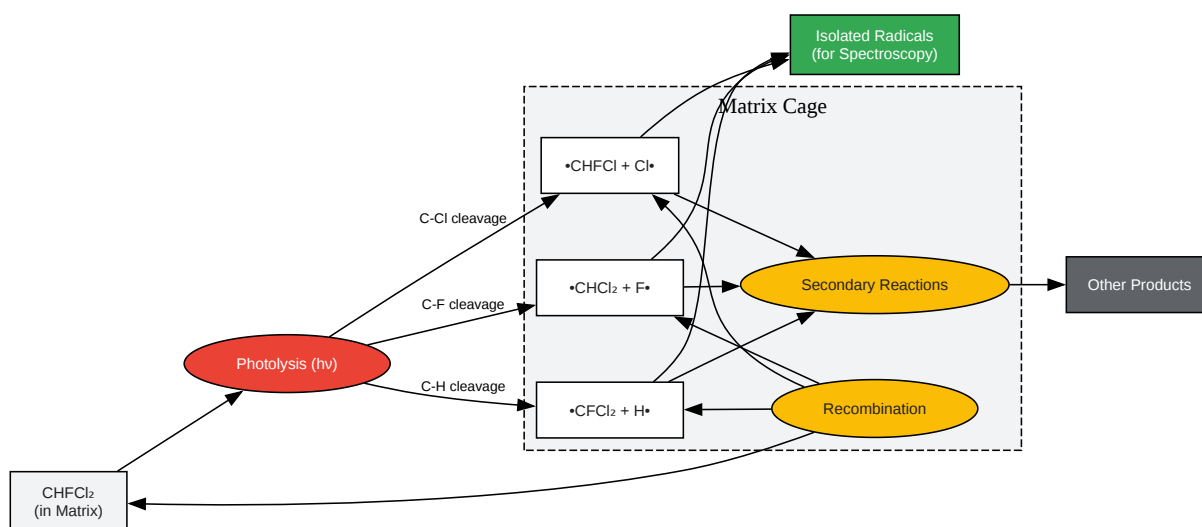 Isolated Radicals
(for Spectroscopy)
Matrix Cage
•CHFCl + Cl•
C-Cl cleavage
•CHCl₂ + F•
Secondary Reactions
Other Products
C-F cleavage
Photolysis (hν)
C-H cleavage
•CFCl₂ + H•
Recombination
CHFCl₂
(in Matrix)